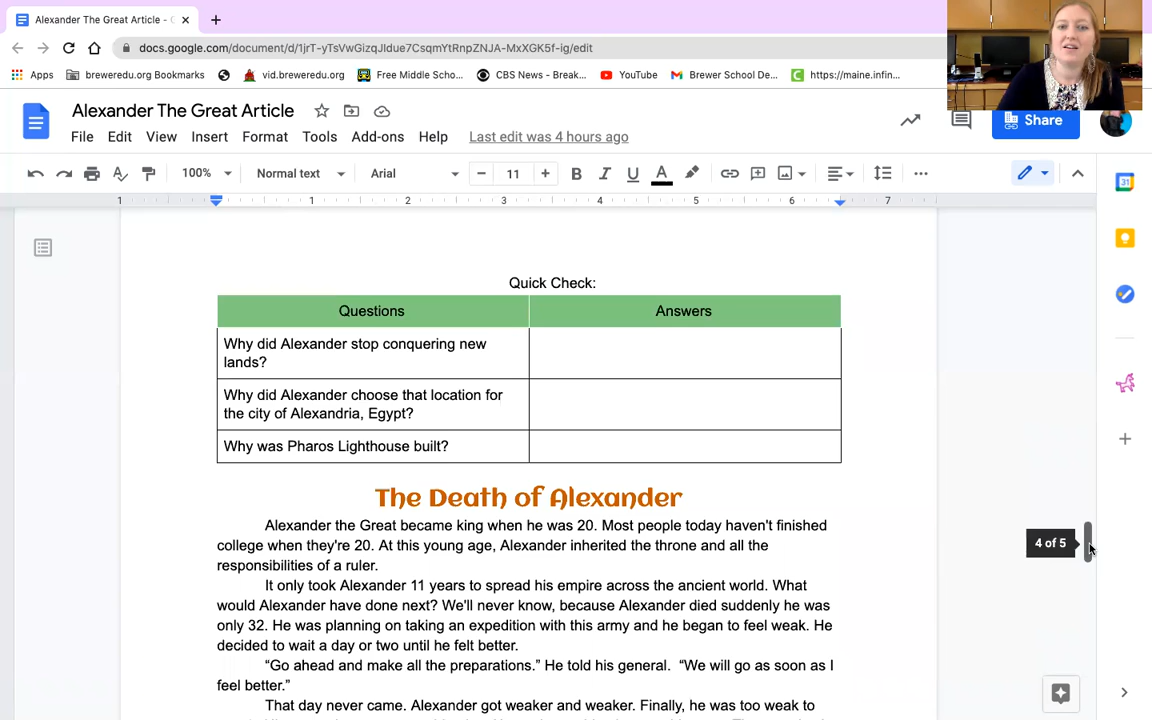 Alexander The Great Article - G
docs.google.com/document/d/1jrT-yTsVwGizqJldue7CsqmYtRnpZNJA-MxXGK5f-ig/edit
Apps breweredu.org Bookmarks vid.breweredu.org Free Middle Scho... CBS News - Break... YouTube Brewer School De... https://maine.infin...
Alexander The Great Article
Share
File Edit View Insert Format Tools Add-ons Help Last edit was 4 hours ago
100% Normal text Arial 11 B I U A
1 1 2 3 4 5 6 7
31
Quick Check:
Questions Answers
Why did Alexander stop conquering new
lands?
Why did Alexander choose that location for
the city of Alexandria, Egypt?
Why was Pharos Lighthouse built?
The Death of Alexander
Alexander the Great became king when he was 20. Most people today haven't finished
college when they're 20. At this young age, Alexander inherited the throne and all the
responsibilities of a ruler.
It only took Alexander 11 years to spread his empire across the ancient world. What
would Alexander have done next? We'll never know, because Alexander died suddenly he was
only 32. He was planning on taking an expedition with this army and he began to feel weak. He
decided to wait a day or two until he felt better.
“Go ahead and make all the preparations.” He told his general. “We will go as soon as I
feel better.”
That day never came. Alexander got weaker and weaker. Finally, he was too weak to
4 of 5